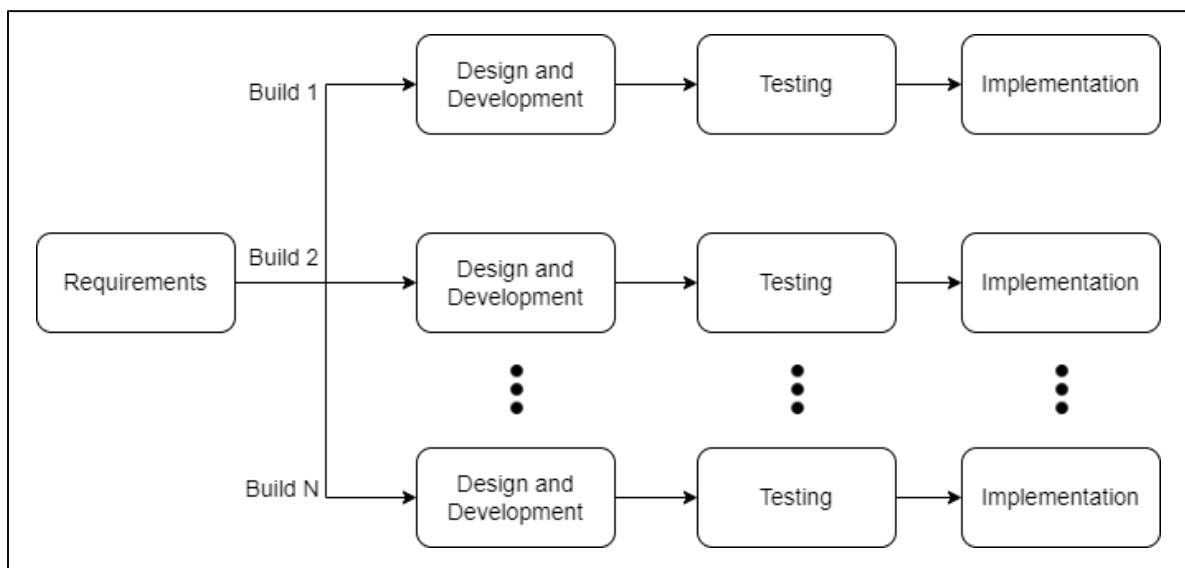 Build 1
Design and
Development
Testing
Implementation
Requirements
Build 2
Design and
Development
Testing
Implementation
Build N
Design and
Development
Testing
Implementation